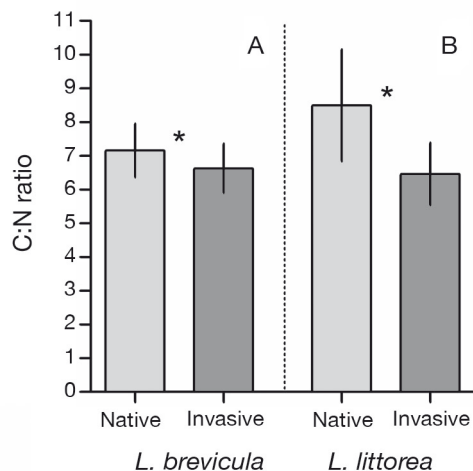 11
10
9
8
7
6
5
4
3
2
1
0
C:N ratio
A
B
*
*
Native Invasive Native Invasive
L. brevicula L. littorea